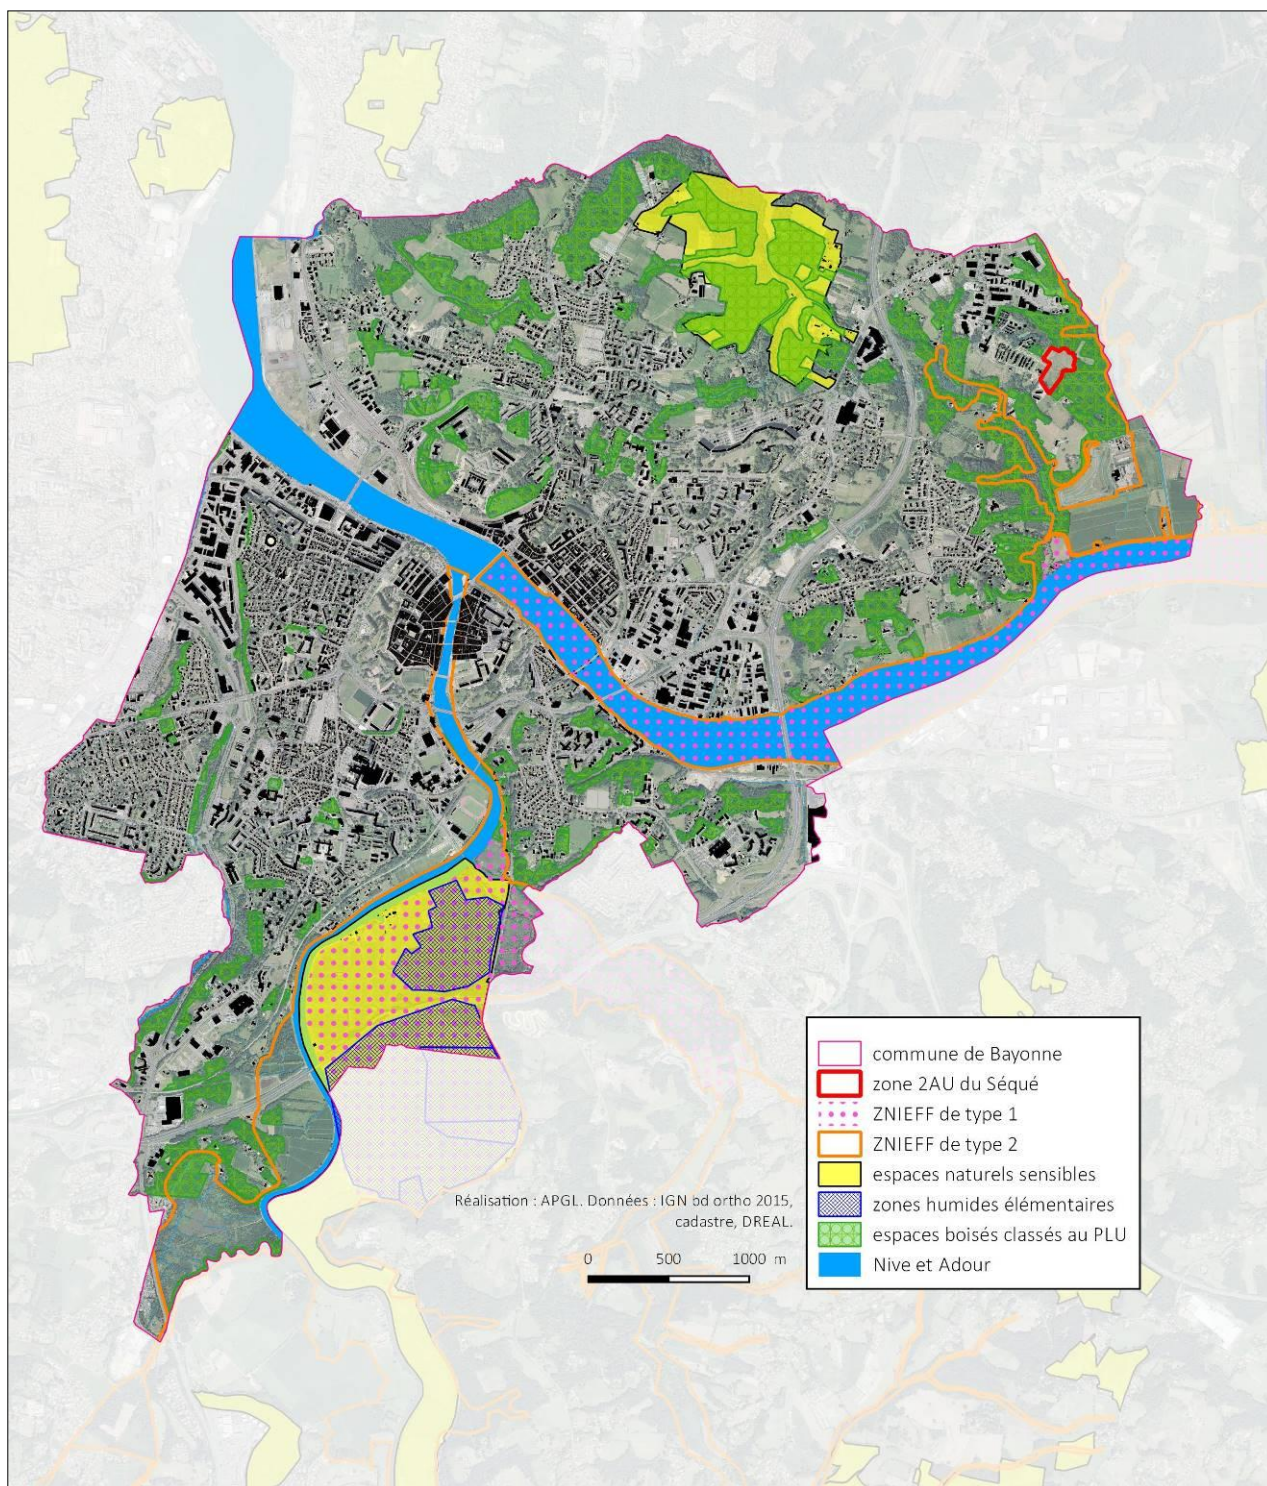 commune de Bayonne
zone 2AU du Séqué
ZNIEFF de type 1
ZNIEFF de type 2
espaces naturels sensibles
zones humides élémentaires
espaces boisés classés au PLU
Nive et Adour
Réalisation : APGL. Données : IGN bd ortho 2015,
cadastre, DREAL.
0 500 1000 m